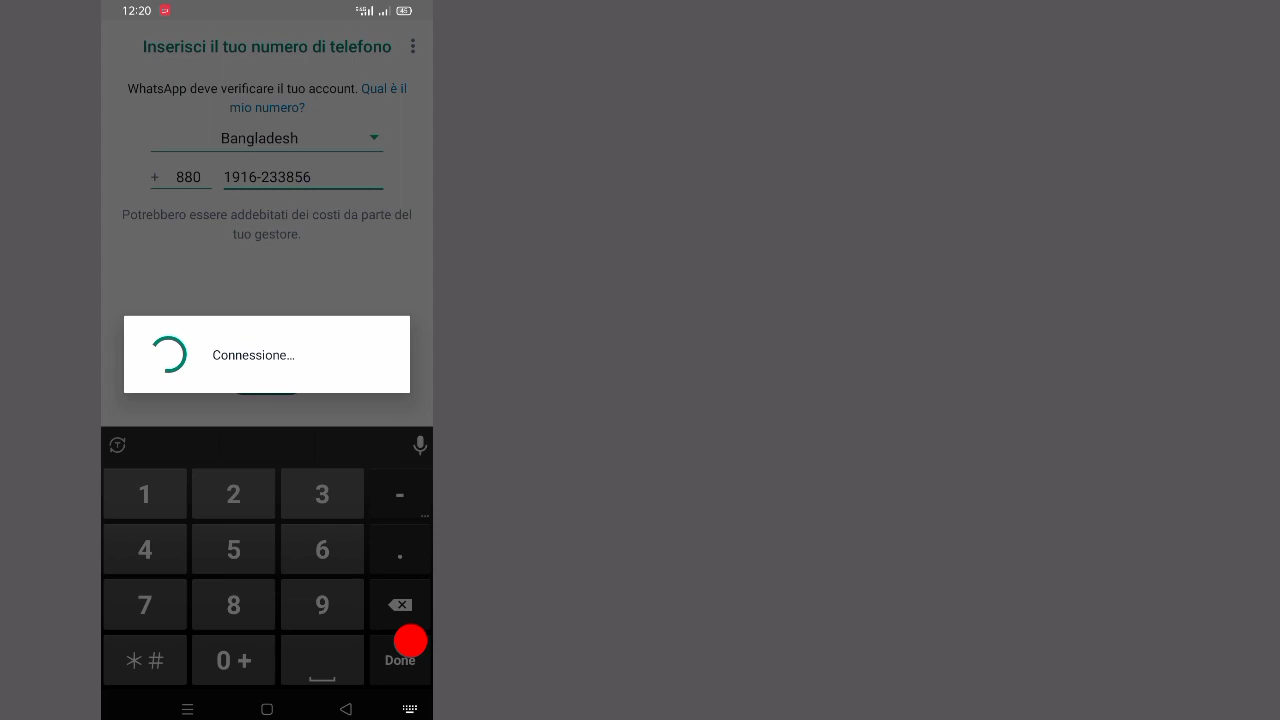 12:20
Inserisci il tuo numero di telefono
WhatsApp deve verificare il tuo account. Qual è il
mio numero?
Bangladesh
+ 880 1916-233856
Potrebbero essere addebitati dei costi da parte del
tuo gestore.
Connessione...
1 2 3 -
4 5 6 .
7 8 9
* # 0 + Done